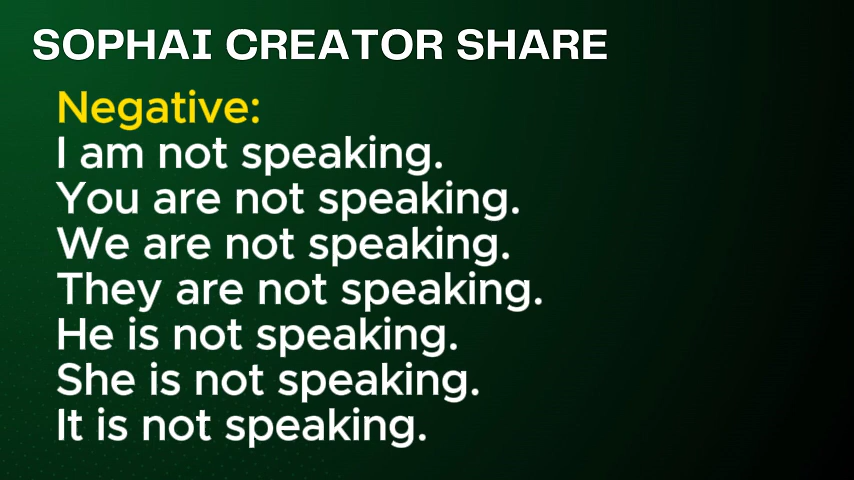 SOPHAI CREATOR SHARE
Negative:
I am not speaking.
You are not speaking.
We are not speaking.
They are not speaking.
He is not speaking.
She is not speaking.
It is not speaking.